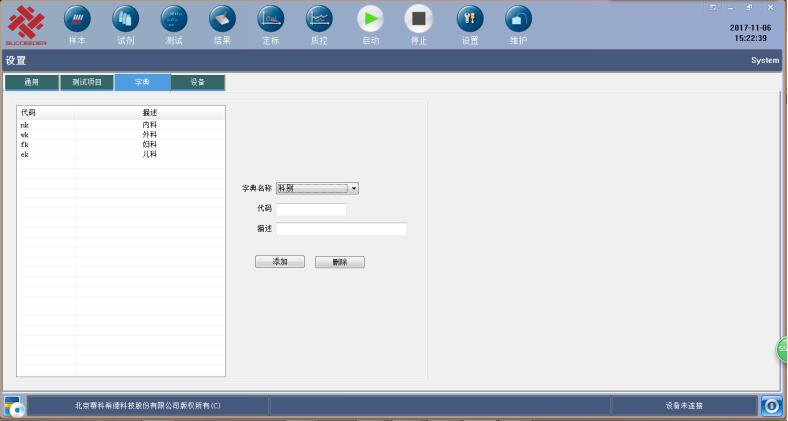 SUCCEEDER
样本 试剂 测试 结果 定标 质控 启动 停止 设置 维护
Cal
2017-11-06
15:22:39
设置
System
通用 测试项目 字典 设备
代码 描述
nk 内科
wk 外科
fk 妇科
ek 儿科
字典名称 科别
代码
描述
添加 删除
北京赛科希德科技股份有限公司版权所有(C)
设备未连接
55